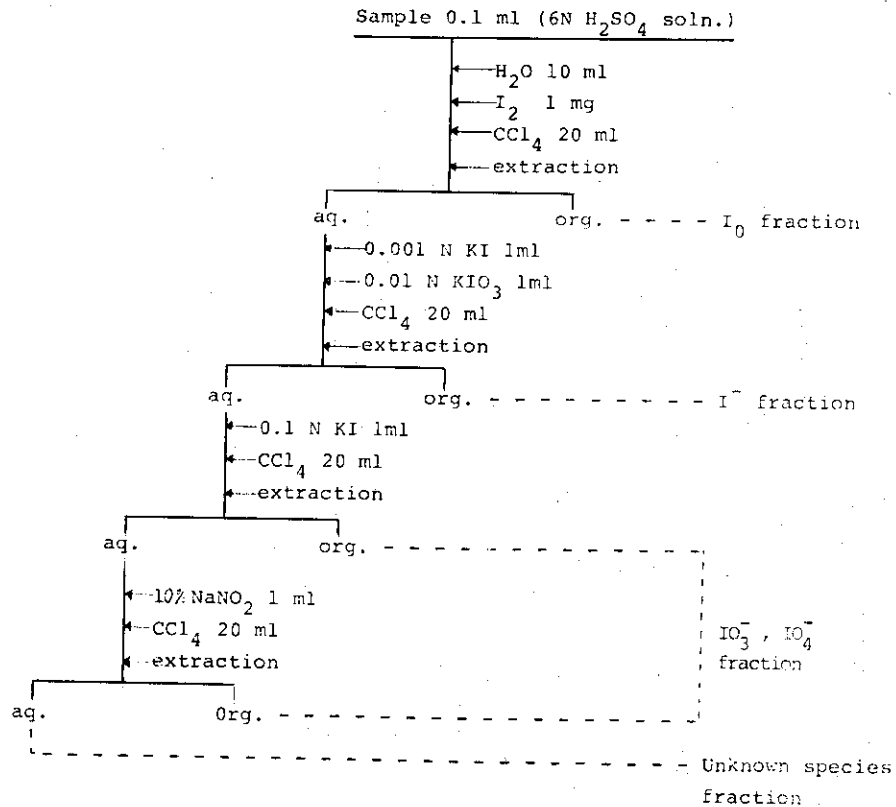 Sample 0.1 ml (6N H₂SO₄ soln.)
H₂O 10 ml
I₂ 1 mg
CCl₄ 20 ml
extraction
aq. org. I₀ fraction
0.001 N KI 1ml
0.01 N KIO₃ 1ml
CCl₄ 20 ml
extraction
aq. org. I⁻ fraction
0.1 N KI 1ml
CCl₄ 20 ml
extraction
aq. org.
10% NaNO₂ 1 ml
CCl₄ 20 ml
extraction
IO₃⁻ , IO₄⁻
fraction
aq. Org.
Unknown species
fraction